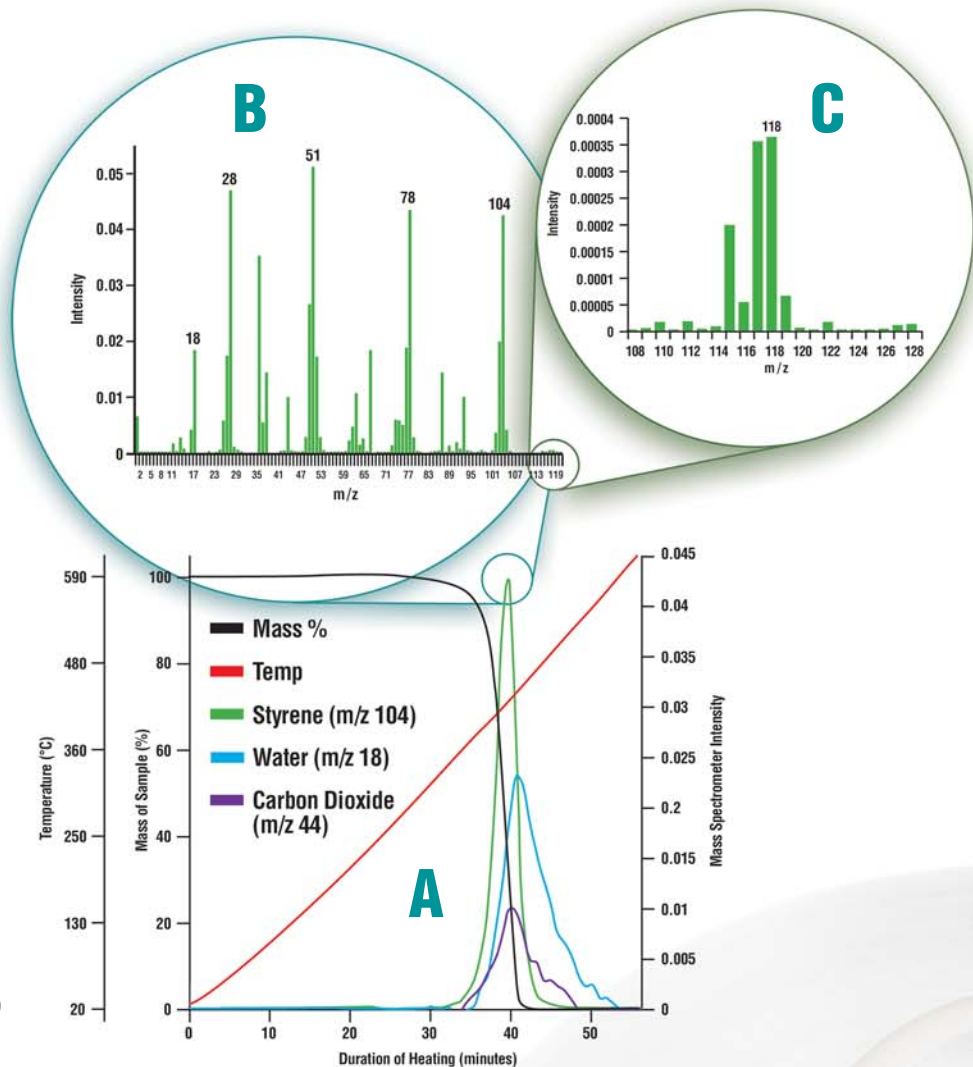 B
51
28
78
104
18
0.05
0.04
0.03
0.02
0.01
0
Intensity
2 5 8 11 17 23 29 35 41 47 53 59 65 71 77 83 89 95 101 107 113 119
m/z
C
118
0.0004
0.00035
0.0003
0.00025
0.0002
0.00015
0.0001
0.00005
0
Intensity
108 110 112 114 116 118 120 122 124 126 128
m/z
A
590
480
360
250
130
20
Temperature (°C)
100
80
60
40
20
0
Mass of Sample (%)
Mass %
Temp
Styrene (m/z 104)
Water (m/z 18)
Carbon Dioxide
(m/z 44)
0.045
0.04
0.035
0.03
0.025
0.2
0.015
0.01
0.005
0
Mass Spectrometer Intensity
0 10 20 30 40 50
Duration of Heating (minutes)